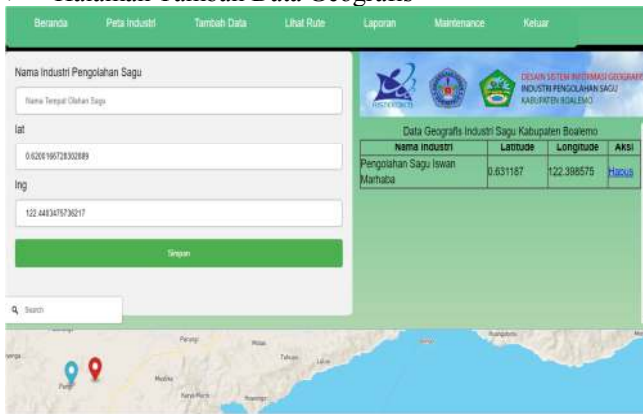 Halaman Tambah Data Geografis
Beranda Peta Industri Tambah Data Lihat Rute Laporan Maintenance Keluar
Nama Industri Pengolahan Sagu
Nama Tempat Olahan Sagu
lat
0.6200166728302889
lng
122.4483475736217
Simpan
Search
RISTEKDIKTI
DESAIN SISTEM INFORMASI GEOGRAFIS
INDUSTRI PENGOLAHAN SAGU
KABUPATEN BOALEMO
Data Geografis Industri Sagu Kabupaten Boalemo
Nama Industri Latitude Longitude Aksi
Pengolahan Sagu Iswan
Marhaba 0.631187 122.398575 Hapus